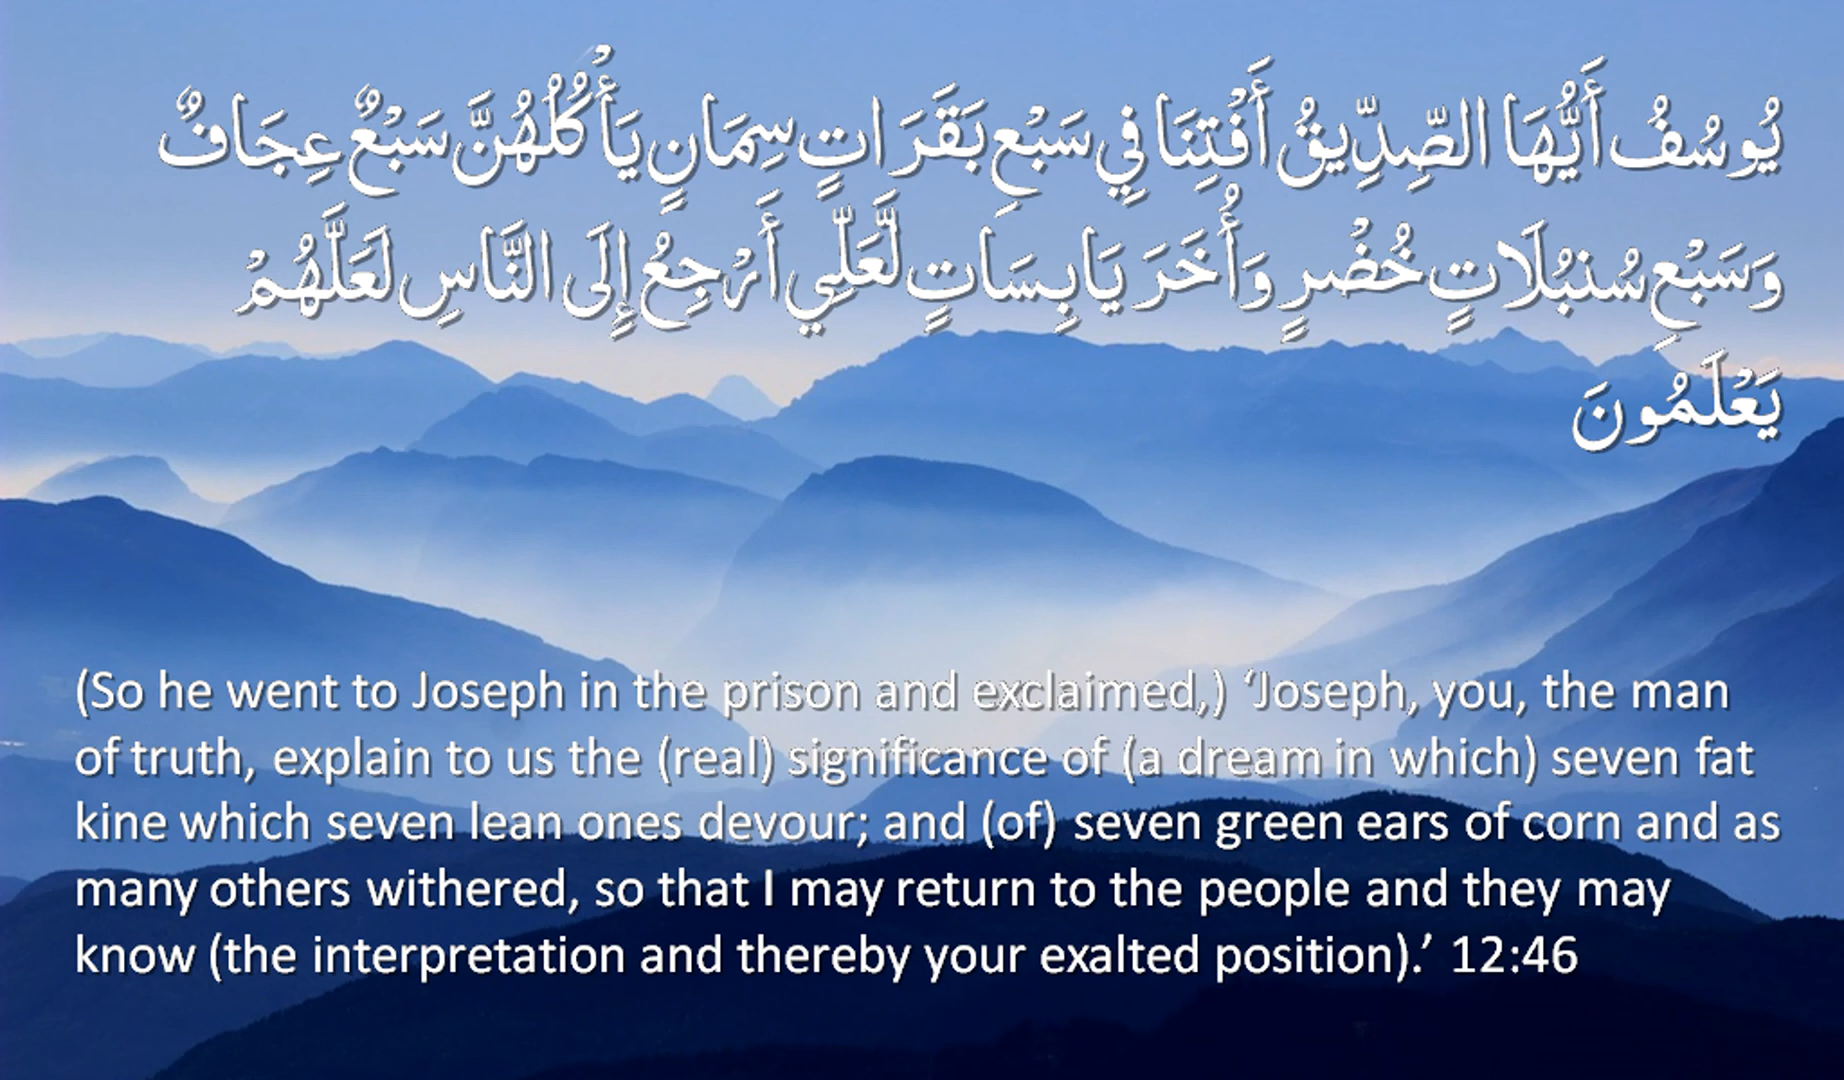 يُوسُفُ أَيُّهَا الصِّدِّيقُ أَفْتِنَا فِي سَبْعِ بَقَرَاتٍ سِمَانٍ يَأْكُلُهُنَّ سَبْعٌ عِجَافٌ
وَسَبْعِ سُنبُلَاتٍ خُضْرٍ وَأُخَرَ يَابِسَاتٍ لَّعَلِّي أَرْجِعُ إِلَى النَّاسِ لَعَلَّهُمْ
يَعْلَمُونَ
(So he went to Joseph in the prison and exclaimed,) ‘Joseph, you, the man
of truth, explain to us the (real) significance of (a dream in which) seven fat
kine which seven lean ones devour; and (of) seven green ears of corn and as
many others withered, so that I may return to the people and they may
know (the interpretation and thereby your exalted position).’ 12:46